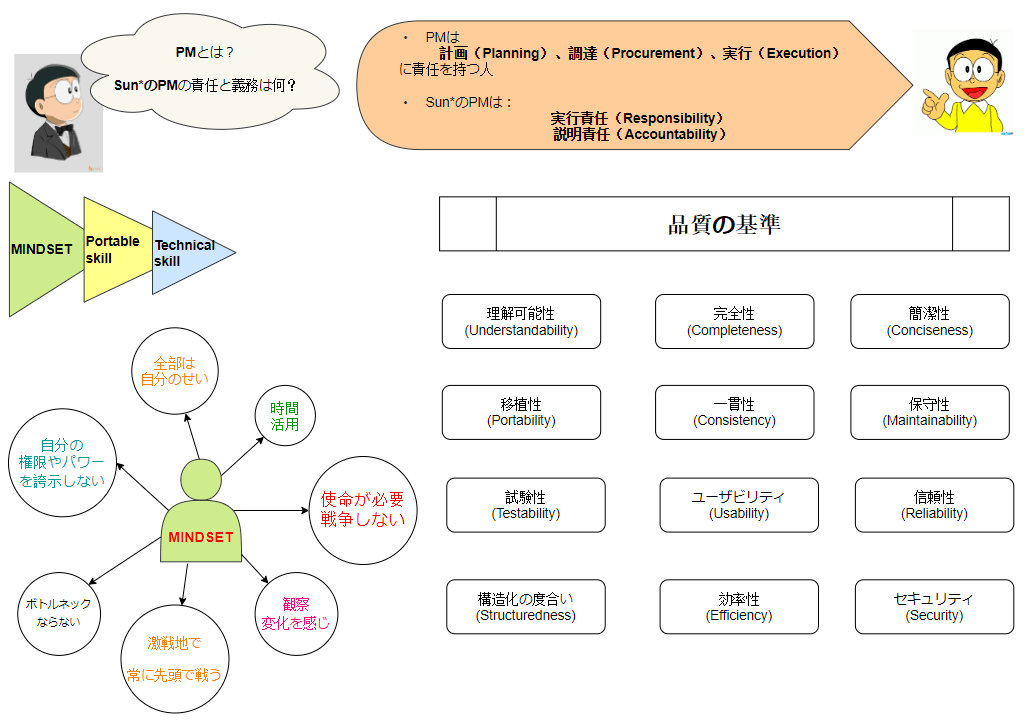 PMとは？
Sun*のPMの責任と義務は何？
・ PMは
計画（Planning）、調達（Procurement）、実行（Execution）
に責任を持つ人
・ Sun*のPMは：
実行責任（Responsibility）
説明責任（Accountability）
MINDSET
Portable
skill
Technical
skill
品質の基準
理解可能性
(Understandability)
完全性
(Completeness)
簡潔性
(Conciseness)
移植性
(Portability)
一貫性
(Consistency)
保守性
(Maintainability)
試験性
(Testability)
ユーザビリティ
(Usability)
信頼性
(Reliability)
構造化の度合い
(Structuredness)
効率性
(Efficiency)
セキュリティ
(Security)
全部は
自分のせい
時間
活用
自分の
権限やパワー
を誇示しない
使命が必要
戦争しない
MINDSET
ボトルネック
ならない
激戦地で
常に先頭で戦う
観察
変化を感じ